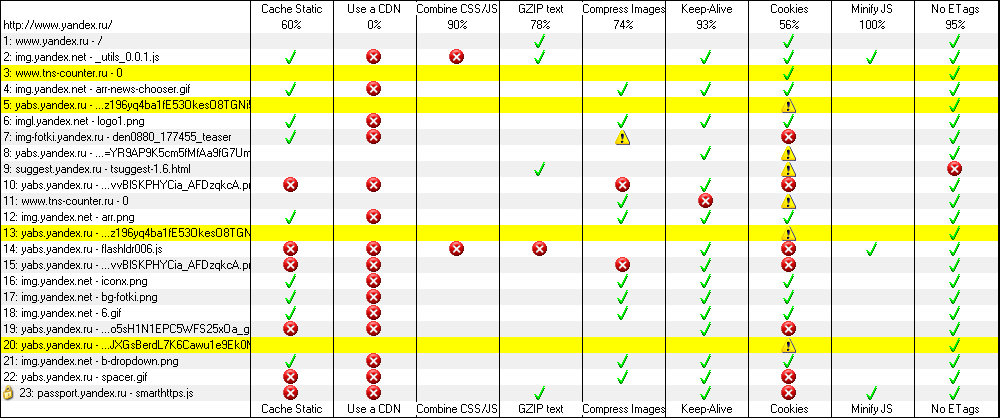 Cache Static Use a CDN Combine CSS/JS GZIP text Compress Images Keep-Alive Cookies Minify JS No ETags
http://www.yandex.ru/ 60% 0% 90% 78% 74% 93% 56% 100% 95%
1: www.yandex.ru - /
2: img.yandex.net - _utils_0.0.1.js
3: www.tns-counter.ru - 0
4: img.yandex.net - arr-news-chooser.gif
5: yabs.yandex.ru - ...z196yq4ba1fE53OkesO8TGNi
6: imgl.yandex.net - logo1.png
7: img-fotki.yandex.ru - den0880_177455_teaser
8: yabs.yandex.ru - ...=YR9AP9K5cm5fMfAa9fG7Um
9: suggest.yandex.ru - tsuggest-1.6.html
10: yabs.yandex.ru - ...vvBISKPHYCia_AFDzqkcA.pn
11: www.tns-counter.ru - 0
12: img.yandex.net - arr.png
13: yabs.yandex.ru - ...z196yq4ba1fE53OkesO8TGN
14: yabs.yandex.ru - flashldr006.js
15: yabs.yandex.ru - ...vvBISKPHYCia_AFDzqkcA.pn
16: img.yandex.net - iconx.png
17: img.yandex.net - bg-fotki.png
18: img.yandex.net - 6.gif
19: yabs.yandex.ru - ...o5sH1N1EPC5WFS25xOa_g
20: yabs.yandex.ru - ...JXGsBerdL7K6Cawu1e9Ek0N
21: img.yandex.net - b-dropdown.png
22: yabs.yandex.ru - spacer.gif
23: passport.yandex.ru - smarthttps.js
Cache Static Use a CDN Combine CSS/JS GZIP text Compress Images Keep-Alive Cookies Minify JS No ETags